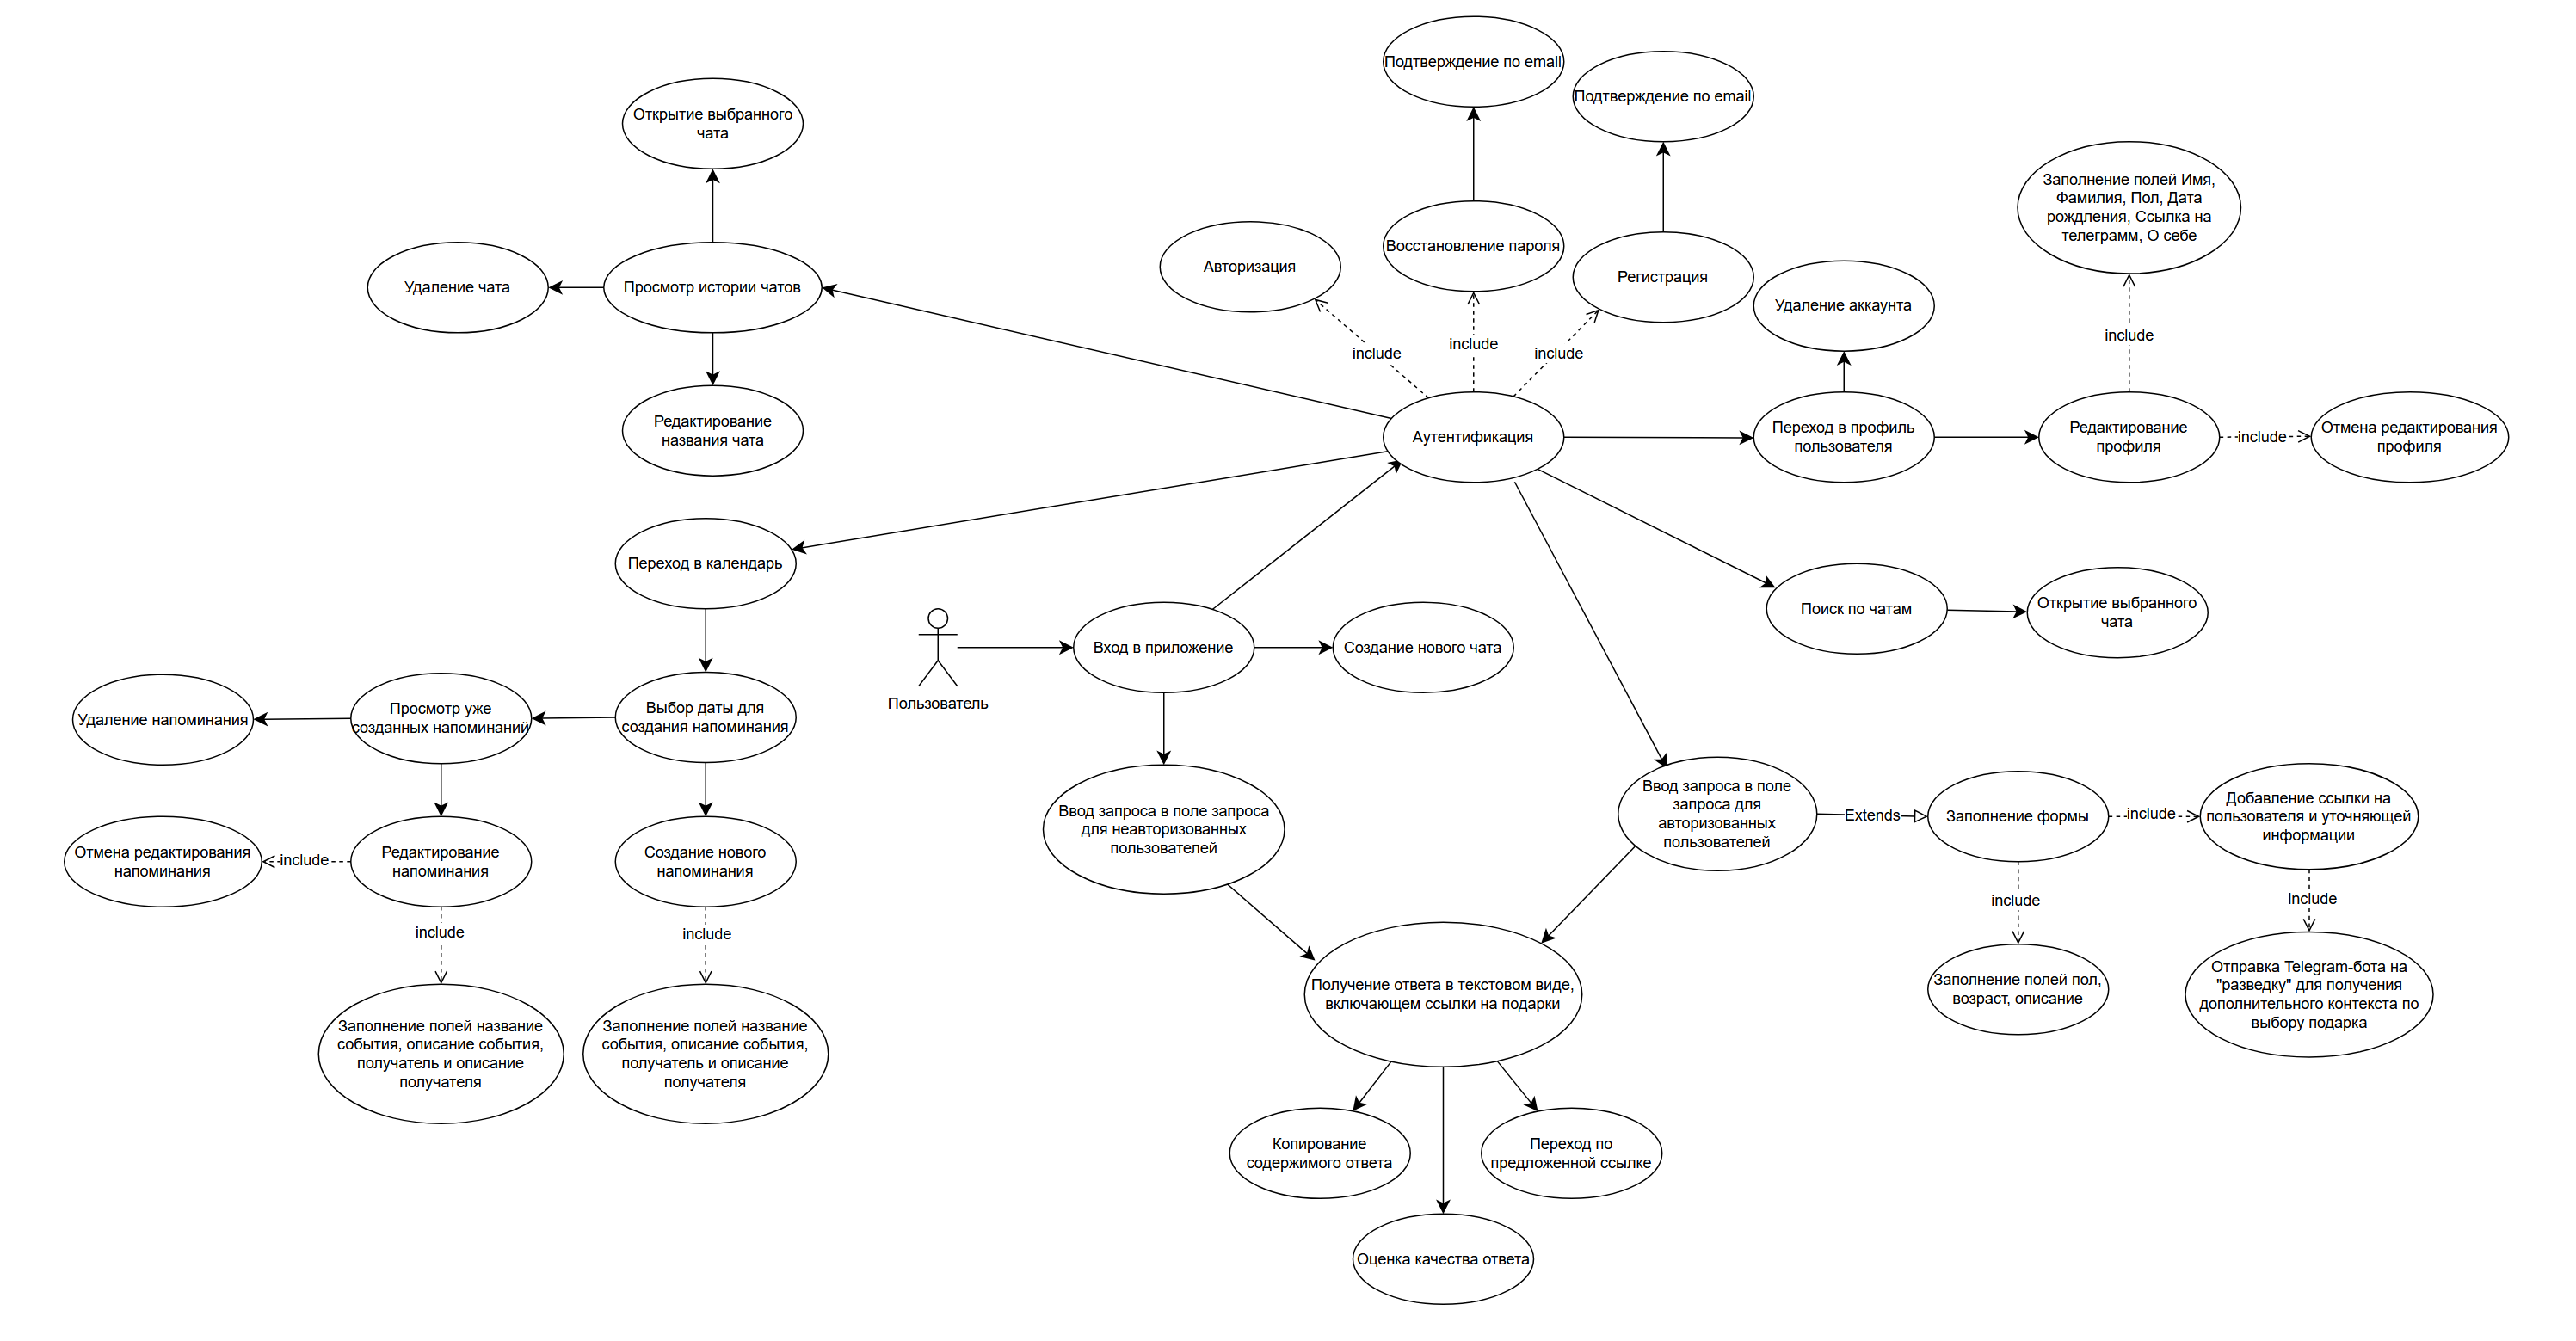 Подтверждение по email
Подтверждение по email
Открытие выбранного
чата
Заполнение полей Имя,
Фамилия, Пол, Дата
рождления, Ссылка на
телеграмм, О себе
Авторизация
Восстановление пароля
Регистрация
Удаление аккаунта
Удаление чата
Просмотр истории чатов
include
include
include
include
Редактирование
названия чата
Аутентификация
Переход в профиль
пользователя
Редактирование
профиля
include
Отмена редактирования
профиля
Переход в календарь
Поиск по чатам
Открытие выбранного
чата
Пользователь
Вход в приложение
Создание нового чата
Удаление напоминания
Просмотр уже
созданных напоминаний
Выбор даты для
создания напоминания
Ввод запроса в поле запроса
для неавторизованных
пользователей
Ввод запроса в поле
запроса для
авторизованных
пользователей
Extends
Заполнение формы
include
Добавление ссылки на
пользователя и уточняющей
информации
Отмена редактирования
напоминания
include
Редактирование
напоминания
Создание нового
напоминания
include
include
include
include
Получение ответа в текстовом виде,
включающем ссылки на подарки
Заполнение полей пол,
возраст, описание
Отправка Telegram-бота на
"разведку" для получения
дополнительного контекста по
выбору подарка
Заполнение полей название
события, описание события,
получатель и описание
получателя
Заполнение полей название
события, описание события,
получатель и описание
получателя
Копирование
содержимого ответа
Переход по
предложенной ссылке
Оценка качества ответа